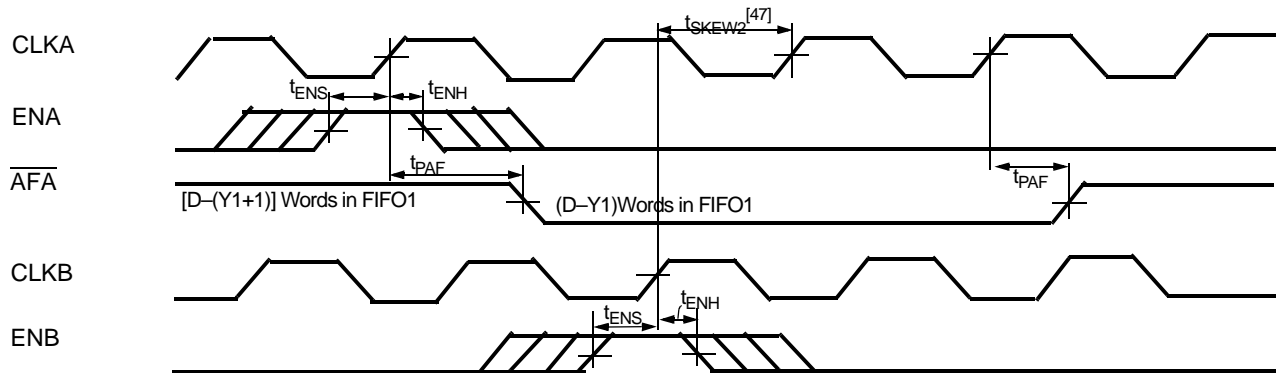 CLKA
tSKEW2[47]
tENS
tENH
ENA
tPAF
tPAF
AFA
[D–(Y1+1)] Words in FIFO1
(D–Y1)Words in FIFO1
CLKB
tENS
tENH
ENB